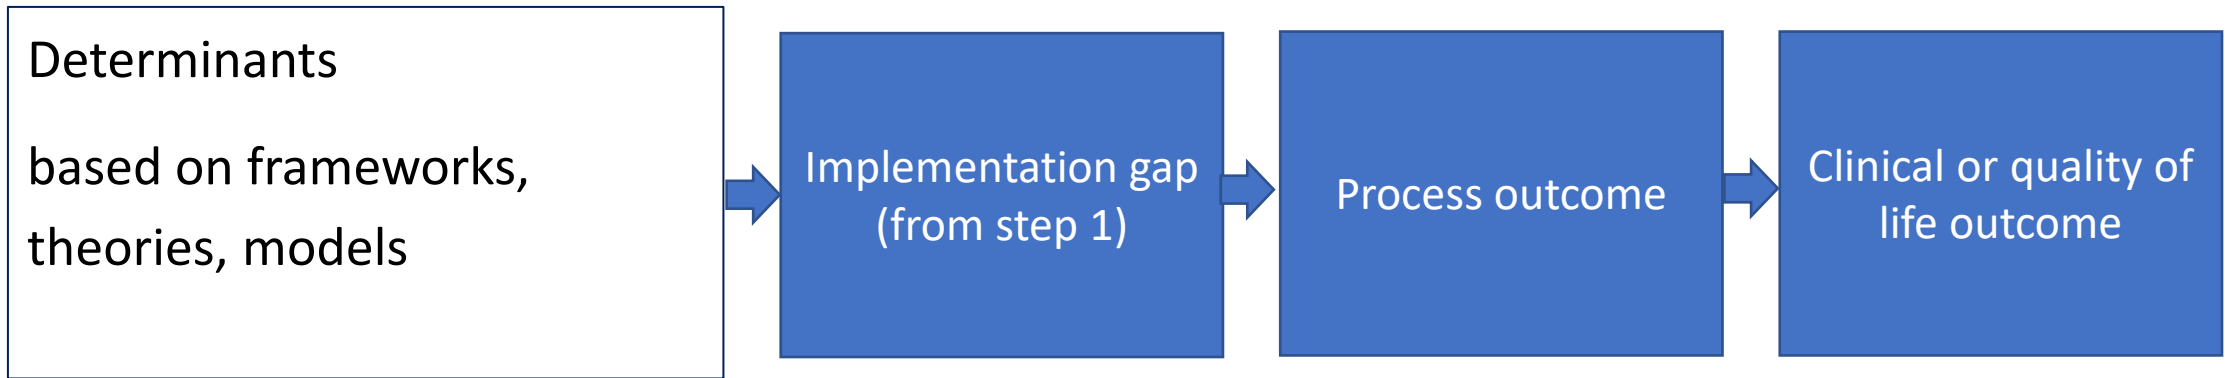 Determinants
based on frameworks,
theories, models
Implementation gap
(from step 1)
Process outcome
Clinical or quality of
life outcome